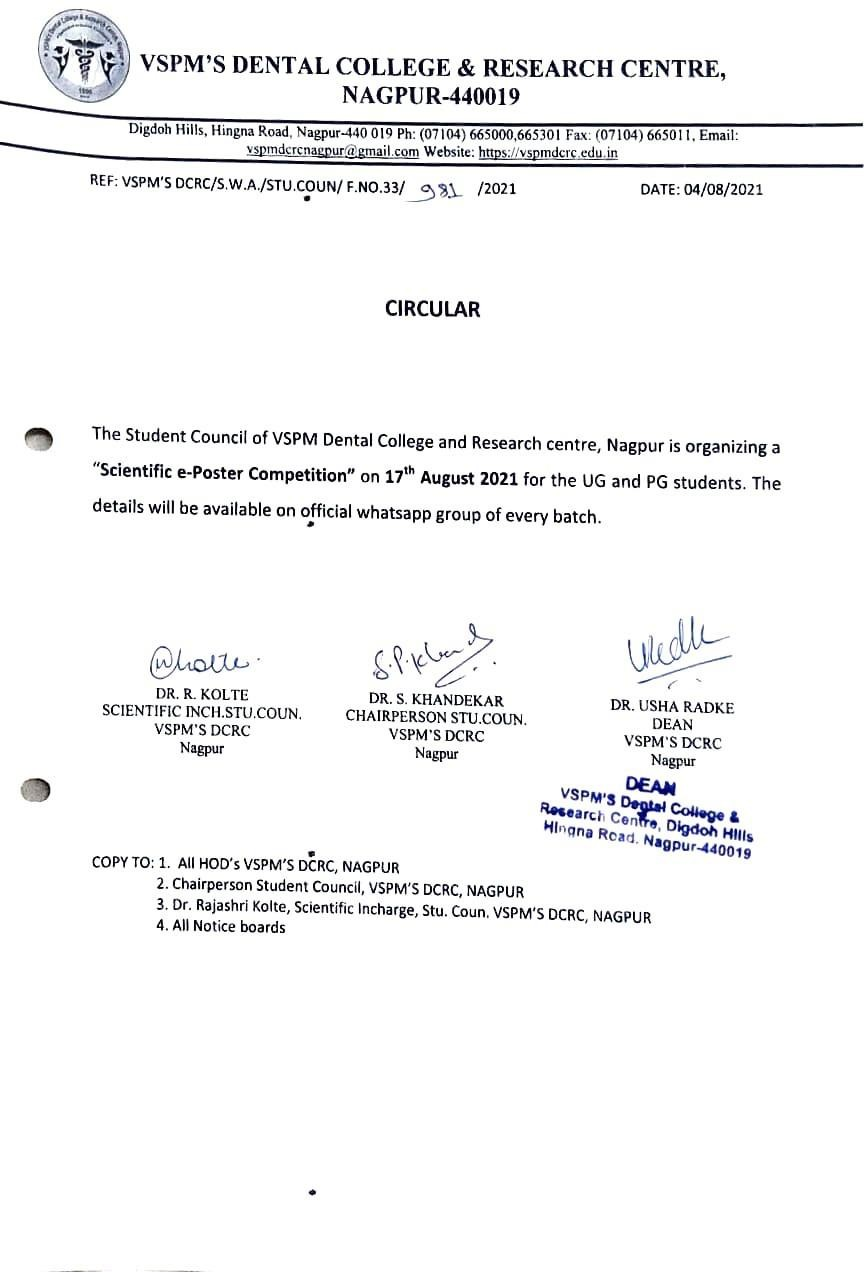 VSPM'S DENTAL COLLEGE & RESEARCH CENTRE,
NAGPUR-440019
Digdoh Hills, Hingna Road, Nagpur-440 019 Ph: (07104) 665000,665301 Fax: (07104) 665011, Email:
vspmdcrcnagpur@gmail.com Website: https://vspmdcrc.edu.in
REF: VSPM'S DCRC/S.W.A./STU.COUN/ F.NO.33/ 981 /2021 DATE: 04/08/2021
CIRCULAR
The Student Council of VSPM Dental College and Research centre, Nagpur is organizing a
"Scientific e-Poster Competition" on 17th August 2021 for the UG and PG students. The
details will be available on official whatsapp group of every batch.
DR. R. KOLTE DR. S. KHANDEKAR DR. USHA RADKE
SCIENTIFIC INCH.STU.COUN. CHAIRPERSON STU.COUN. DEAN
VSPM'S DCRC VSPM'S DCRC VSPM'S DCRC
Nagpur Nagpur Nagpur
DEAN
VSPM'S Dental College &
Research Centre, Digdoh Hills
Hingna Road. Nagpur-440019
COPY TO: 1. All HOD's VSPM'S DCRC, NAGPUR
2. Chairperson Student Council, VSPM'S DCRC, NAGPUR
3. Dr. Rajashri Kolte, Scientific Incharge, Stu. Coun. VSPM'S DCRC, NAGPUR
4. All Notice boards